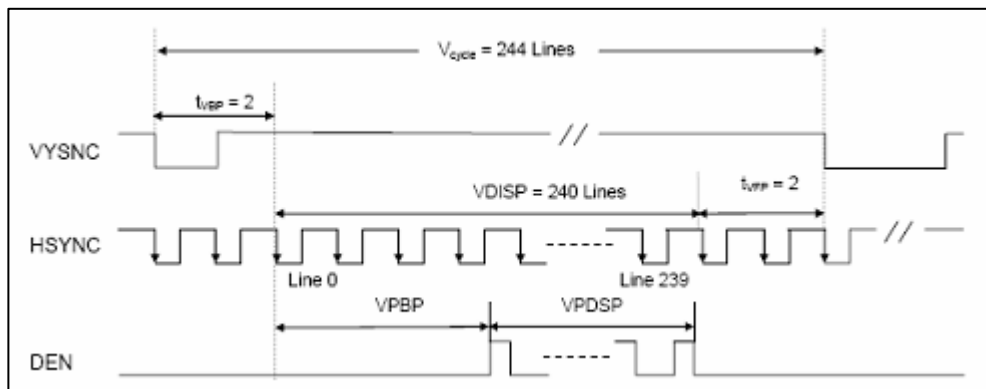 Vcycle = 244 Lines
tVBP = 2
VYSNC
VDISP = 240 Lines
tVFP = 2
HSYNC
Line 0
Line 239
VPBP
VPDSP
DEN